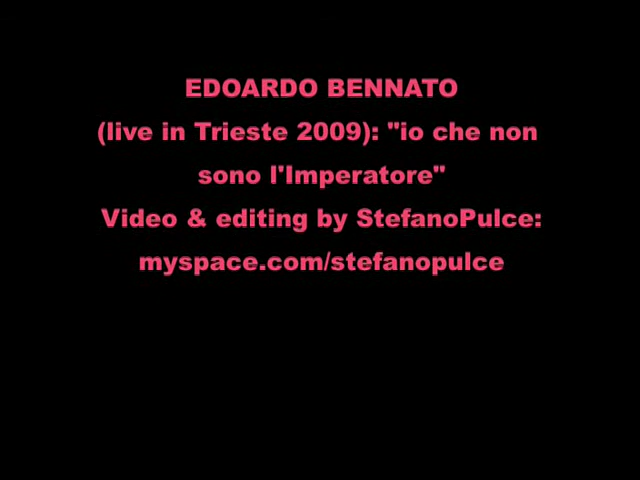 EDOARDO BENNATO
(live in Trieste 2009): "io che non
sono l'Imperatore"
Video & editing by StefanoPulce:
myspace.com/stefanopulce